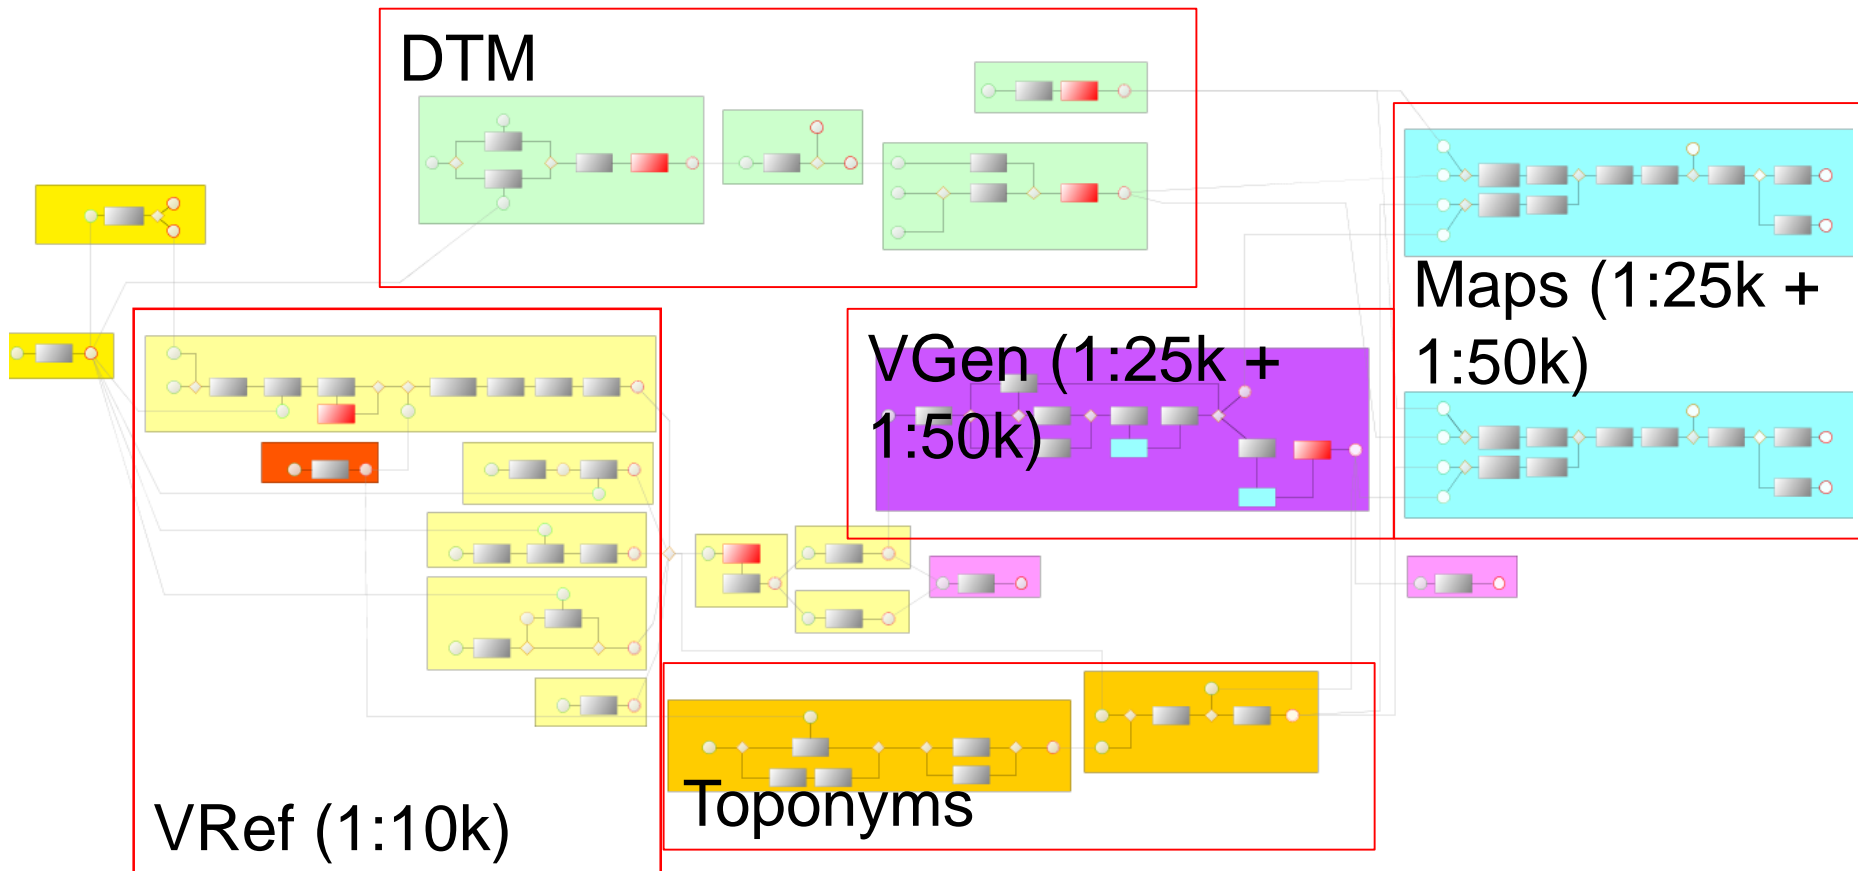 DTM
Maps (1:25k +
1:50k)
VGen (1:25k +
1:50k)
Toponyms
VRef (1:10k)